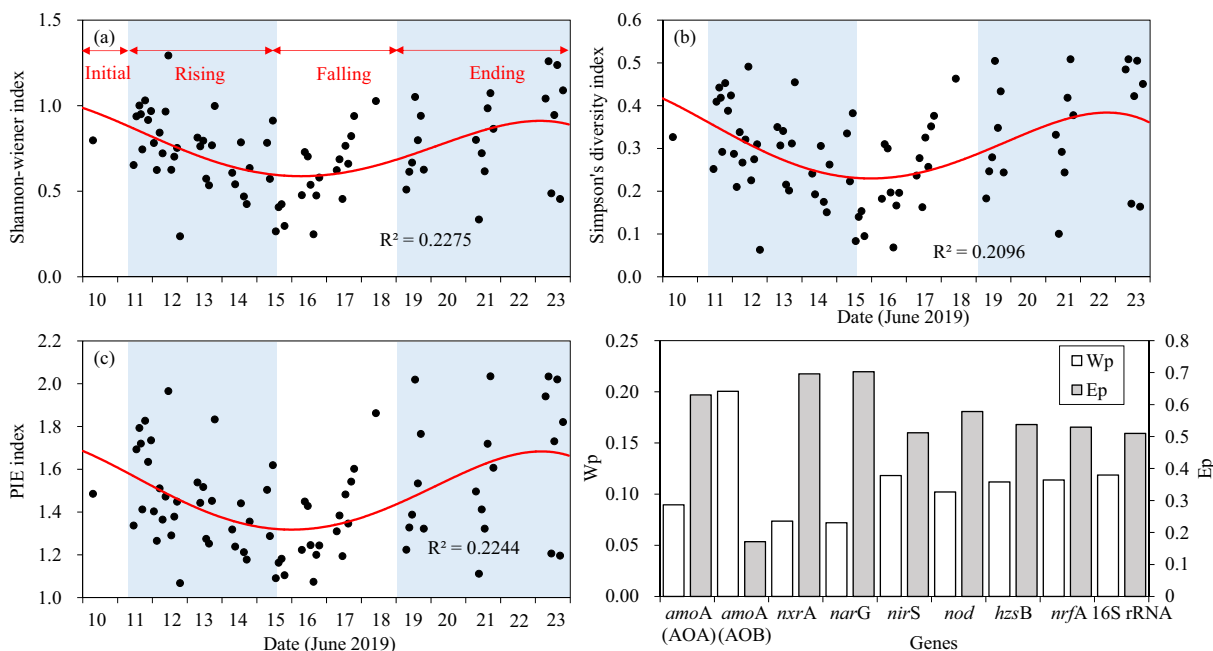 (a)
Initial Rising Falling Ending
Shannon-wiener index
1.5
1.0
0.5
0.0
R² = 0.2275
10 11 12 13 14 15 16 17 18 19 20 21 22 23
(b)
Simpson's diversity index
0.6
0.5
0.4
0.3
0.2
0.1
0.0
R² = 0.2096
10 11 12 13 14 15 16 17 18 19 20 21 22 23
Date (June 2019)
(c)
PIE index
2.2
2.0
1.8
1.6
1.4
1.2
1.0
R² = 0.2244
10 11 12 13 14 15 16 17 18 19 20 21 22 23
Date (June 2019)
Wp
0.25
0.20
0.15
0.10
0.05
0.00
Wp
Ep
0.8
0.7
0.6
0.5
0.4
0.3
0.2
0.1
0
Ep
amoA amoA nxrA narG nirS nod hzsB nrfA 16S rRNA
(AOA) (AOB)
Genes